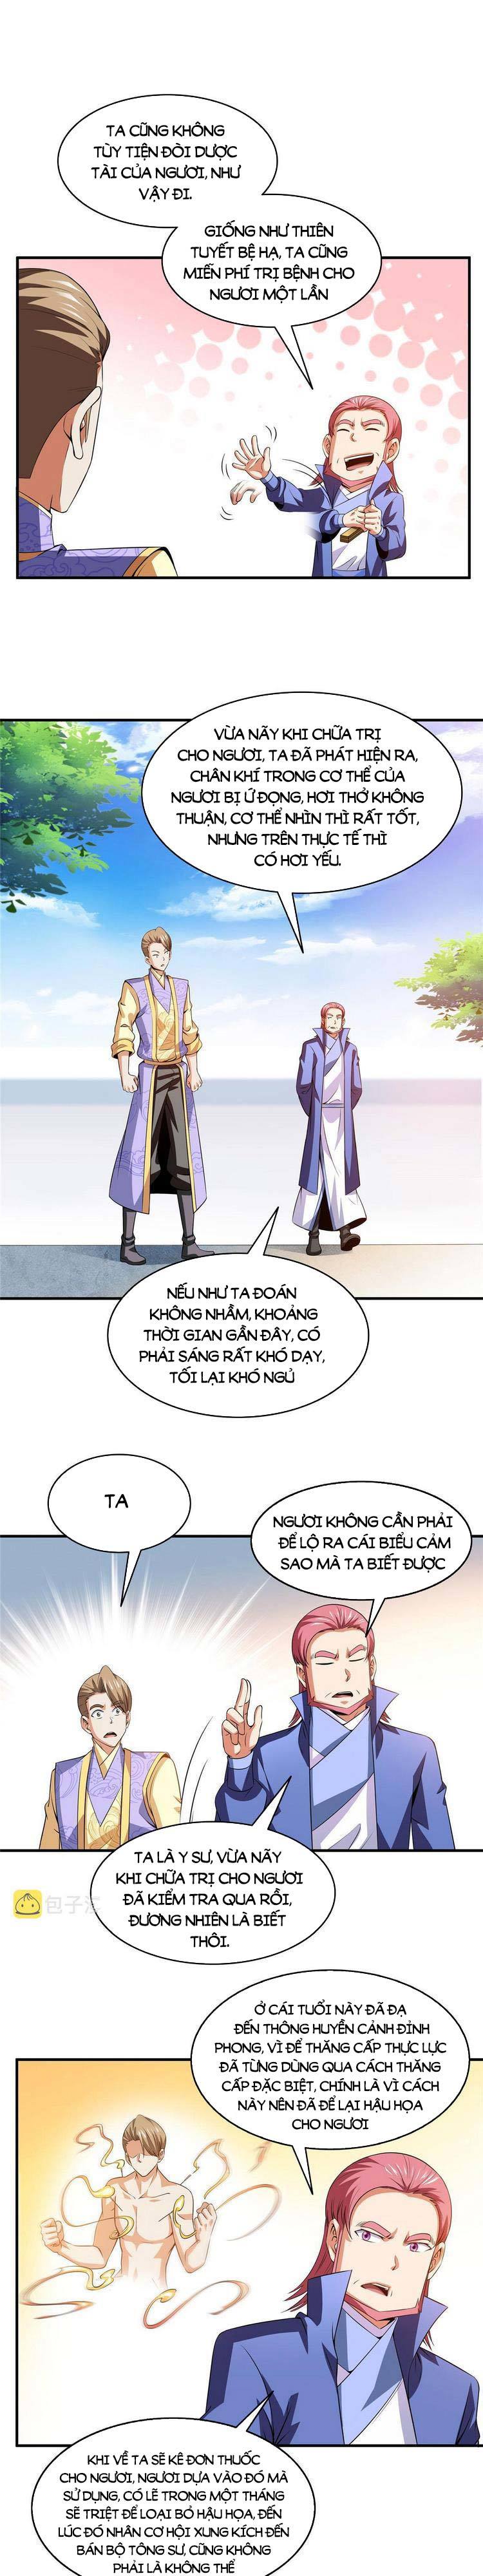 TA CŨNG KHÔNG
TÙY TIỆN ĐÒI DƯỢC
TÀI CỦA NGƯƠI, NHƯ
VẬY ĐI.
GIỐNG NHƯ THIÊN
TUYẾT BỆ HẠ, TA CŨNG
MIỄN PHÍ TRỊ BỆNH CHO
NGƯƠI MỘT LẦN
VỪA NÃY KHI CHỮA TRỊ
CHO NGƯƠI, TA ĐÃ PHÁT HIỆN RA,
CHÂN KHÍ TRONG CƠ THỂ CỦA
NGƯƠI BỊ Ứ ĐỌNG, HƠI THỞ KHÔNG
THUẬN, CƠ THỂ NHÌN THÌ RẤT TỐT,
NHƯNG TRÊN THỰC TẾ THÌ
CÓ HƠI YẾU.
NẾU NHƯ TA ĐOÁN
KHÔNG NHẦM, KHOẢNG
THỜI GIAN GẦN ĐÂY, CÓ
PHẢI SÁNG RẤT KHÓ DẠY,
TỐI LẠI KHÓ NGỦ
TA
NGƯƠI KHÔNG CẦN PHẢI
ĐỂ LỘ RA CÁI BIỂU CẢM
SAO MÀ TA BIẾT ĐƯỢC
TA LÀ Y SƯ, VỪA NÃY
KHI CHỮA TRỊ CHO NGƯƠI
ĐÃ KIỂM TRA QUA RỒI,
ĐƯƠNG NHIÊN LÀ BIẾT
THÔI.
包子漫
Ở CÁI TUỔI NÀY ĐÃ ĐẠ
ĐẾN THÔNG HUYỀN CẢNH ĐỈNH
PHONG, VÌ ĐỂ THĂNG CẤP THỰC LỰC
ĐÃ TỪNG DÙNG QUA CÁCH THĂNG
CẤP ĐẶC BIỆT, CHÍNH LÀ VÌ CÁCH
NÀY NÊN ĐÃ ĐỂ LẠI HẬU HỌA
CHO NGƯƠI
KHI VỀ TA SẼ KÊ ĐƠN THUỐC
CHO NGƯƠI, NGƯƠI DỰA VÀO ĐÓ MÀ
SỬ DỤNG, CÓ LẼ TRONG MỘT THÁNG
SẼ TRIỆT ĐỂ LOẠI BỎ HẬU HỌA, ĐẾN
LÚC ĐÓ NHÂN CƠ HỘI XUNG KÍCH ĐẾN
BÁN BỘ TÔNG SƯ, CŨNG KHÔNG
PHẢI LÀ KHÔNG THỂ